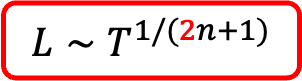 L ~ T^{1/(2n+1)}